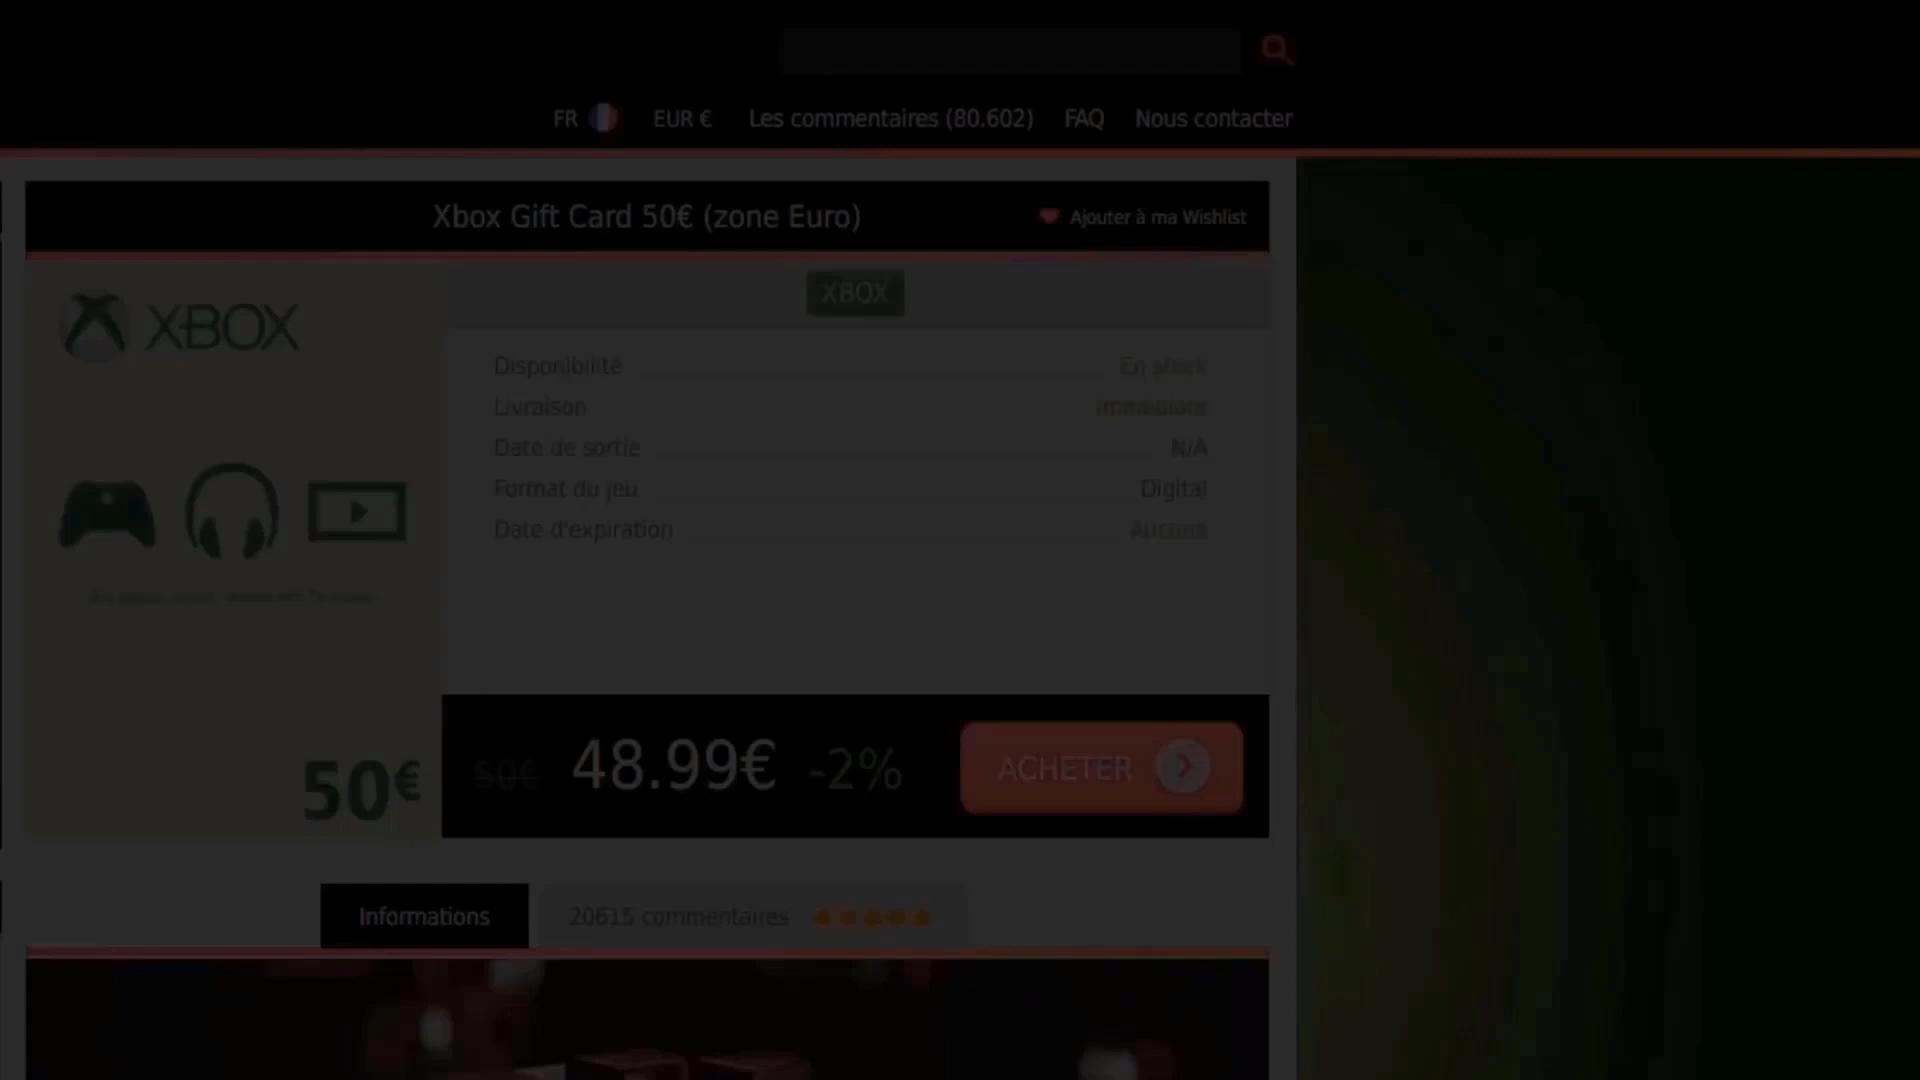 FR EUR € Les commentaires (80.602) FAQ Nous contacter
Xbox Gift Card 50€ (zone Euro) Ajouter à ma Wishlist
XBOX
XBOX
Disponibilité En stock
Livraison immédiate
Date de sortie N/A
Format du jeu Digital
Date d'expiration Aucune
50€
50€ 48.99€ -2% ACHETER
Informations 20615 commentaires